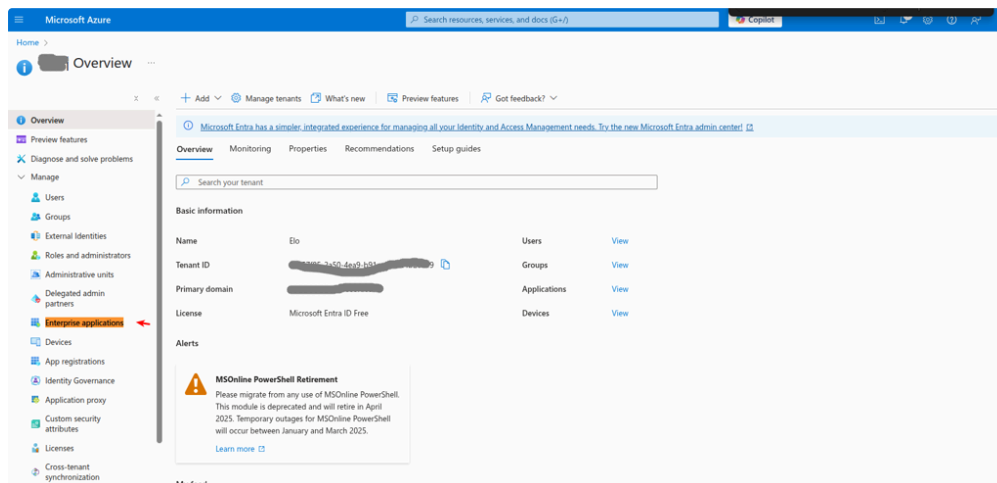 Microsoft Azure
Search resources, services, and docs (G+/)
Copilot
Home >
Overview ...
Add
Manage tenants
What's new
Preview features
Got feedback?
Microsoft Entra has a simpler, integrated experience for managing all your Identity and Access Management needs. Try the new Microsoft Entra admin center!
Overview
Preview features
Diagnose and solve problems
Manage
Users
Groups
External Identities
Roles and administrators
Administrative units
Delegated admin
partners
Enterprise applications
Devices
App registrations
Identity Governance
Application proxy
Custom security
attributes
Licenses
Cross-tenant
synchronization
Overview Monitoring Properties Recommendations Setup guides
Search your tenant
Basic information
Name Elo Users View
Tenant ID Groups View
Primary domain Applications View
License Microsoft Entra ID Free Devices View
Alerts
MSOnline PowerShell Retirement
Please migrate from any use of MSOnline PowerShell.
This module is deprecated and will retire in April
2025. Temporary outages for MSOnline PowerShell
will occur between January and March 2025.
Learn more